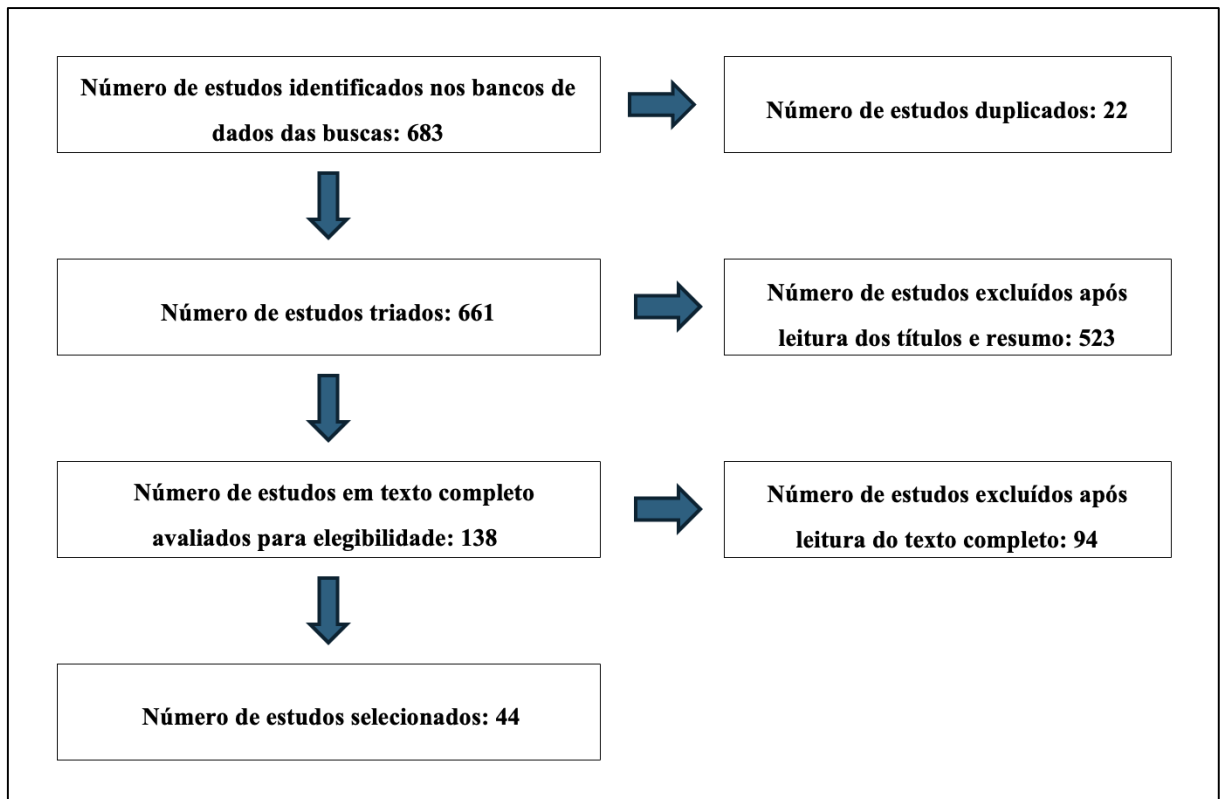 Número de estudos identificados nos bancos de
dados das buscas: 683
Número de estudos duplicados: 22
Número de estudos triados: 661
Número de estudos excluídos após
leitura dos títulos e resumo: 523
Número de estudos em texto completo
avaliados para elegibilidade: 138
Número de estudos excluídos após
leitura do texto completo: 94
Número de estudos selecionados: 44